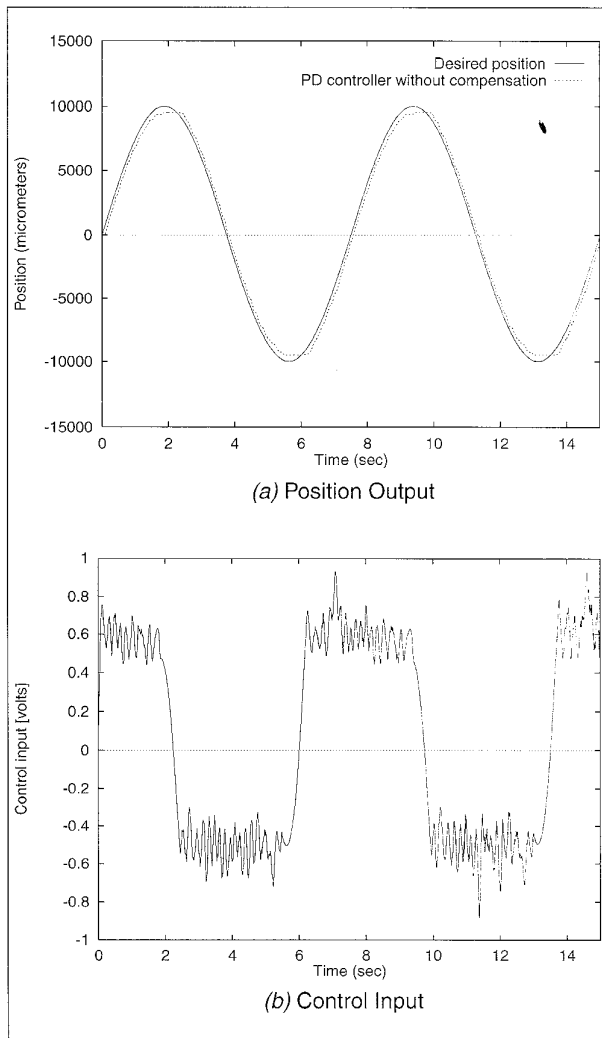 15000
10000
5000
0
-5000
-10000
-15000
Position (micrometers)
Desired position
PD controller without compensation
0 2 4 6 8 10 12 14
Time (sec)
(a) Position Output
1
0.8
0.6
0.4
0.2
0
-0.2
-0.4
-0.6
-0.8
-1
Control input [volts]
0 2 4 6 8 10 12 14
Time (sec)
(b) Control Input